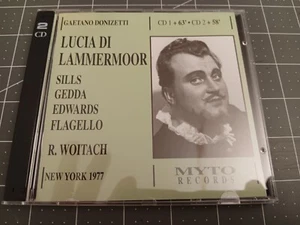 GAETANO DONIZETTI
CD 1 • 63' • CD 2 • 58'
2
CD
LUCIA DI
LAMMERMOOR
SILLS
GEDDA
EDWARDS
FLAGELLO
R. WOITACH
NEW YORK 1977
MYTO
RECORDS